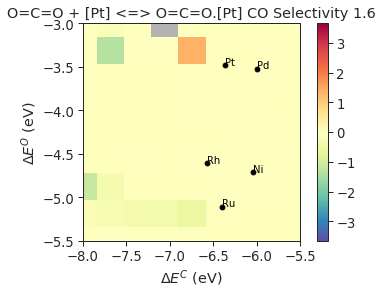 O=C=O + [Pt] <=> O=C=O.[Pt] CO Selectivity 1.6
−3.0
−3.5
−4.0
−4.5
−5.0
−5.5
ΔE^O (eV)
Pt
Pd
Rh
Ni
Ru
−8.0 −7.5 −7.0 −6.5 −6.0 −5.5
ΔE^C (eV)
3
2
1
0
−1
−2
−3